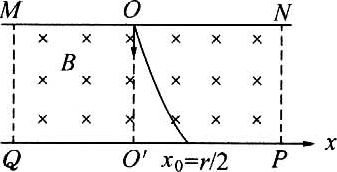 M O N
× × × × × ×
B
× × × × × ×
× × × × × ×
Q O′ x₀=r/2 P x